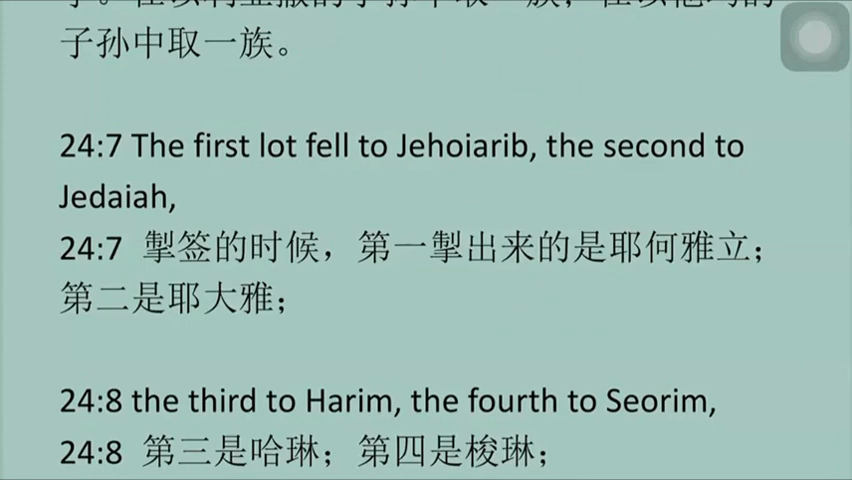 子孙中取一族。
24:7 The first lot fell to Jehoiarib, the second to
Jedaiah,
24:7 掣签的时候，第一掣出来的是耶何雅立；
第二是耶大雅；
24:8 the third to Harim, the fourth to Seorim,
24:8 第三是哈琳；第四是梭琳；